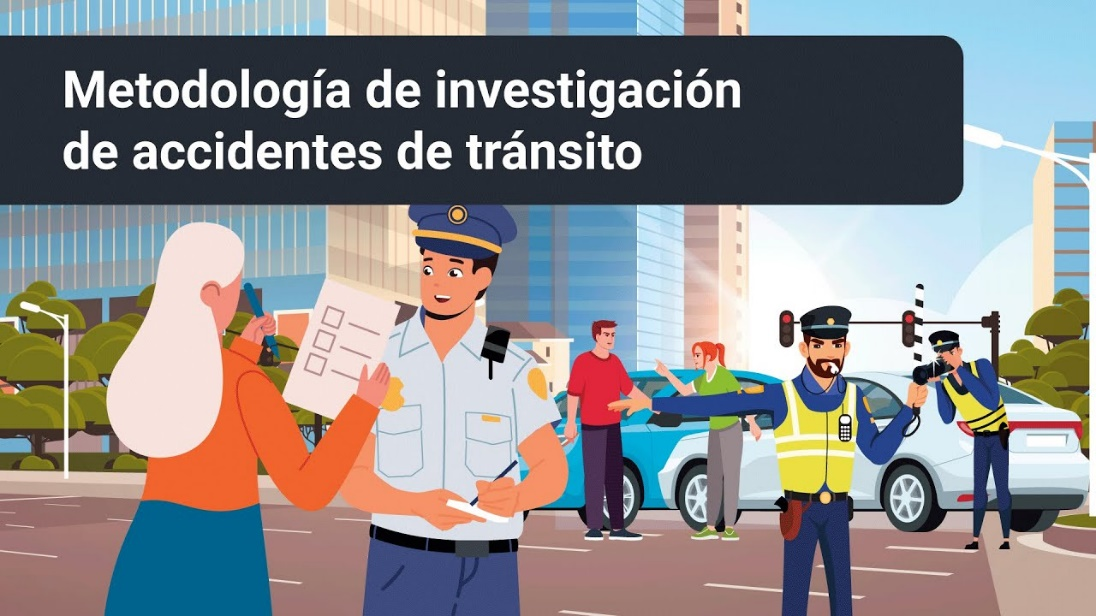 Metodología de investigación
de accidentes de tránsito